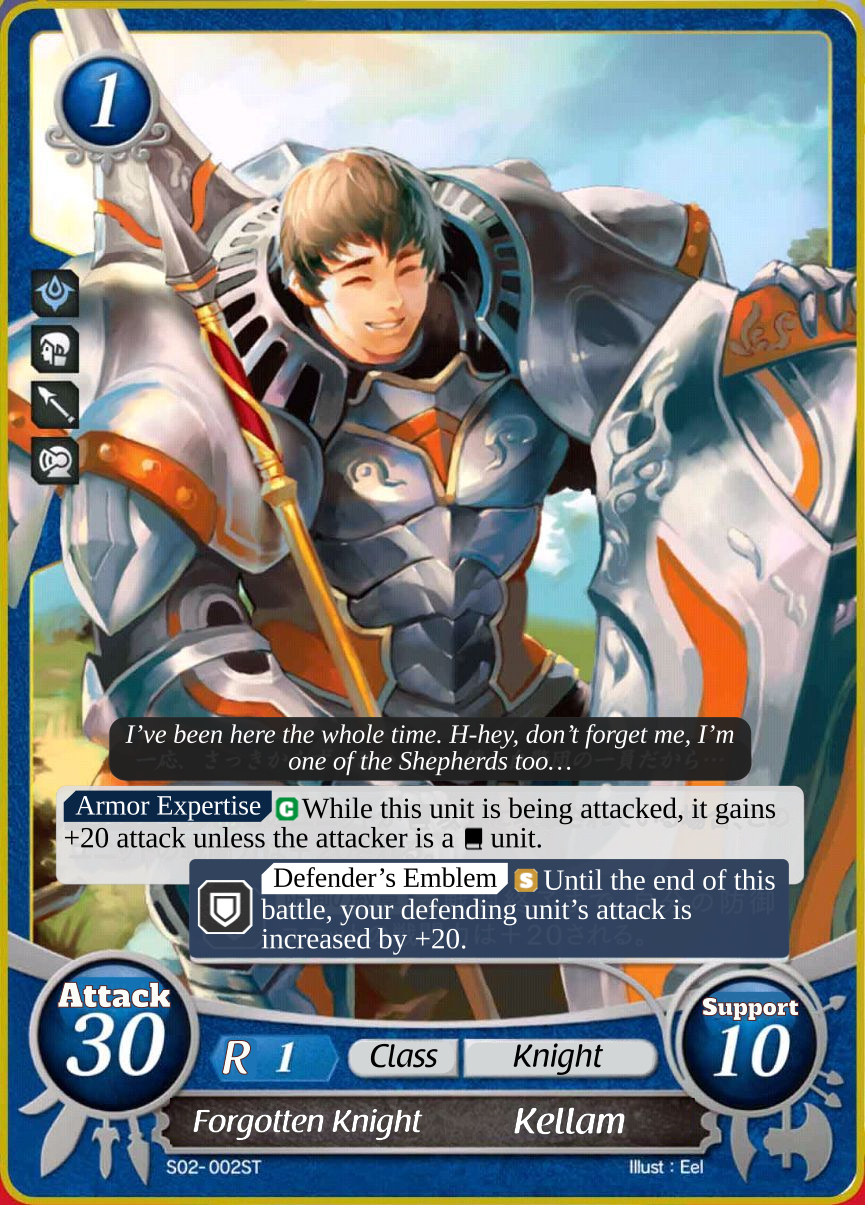 1
I've been here the whole time. H-hey, don't forget me, I'm
one of the Shepherds too…
Armor Expertise C While this unit is being attacked, it gains
+20 attack unless the attacker is a unit.
Defender's Emblem S Until the end of this
battle, your defending unit's attack is
increased by +20.
Attack
30
R 1
Class
Knight
Support
10
Forgotten Knight
Kellam
S02-002ST
Illust : Eel